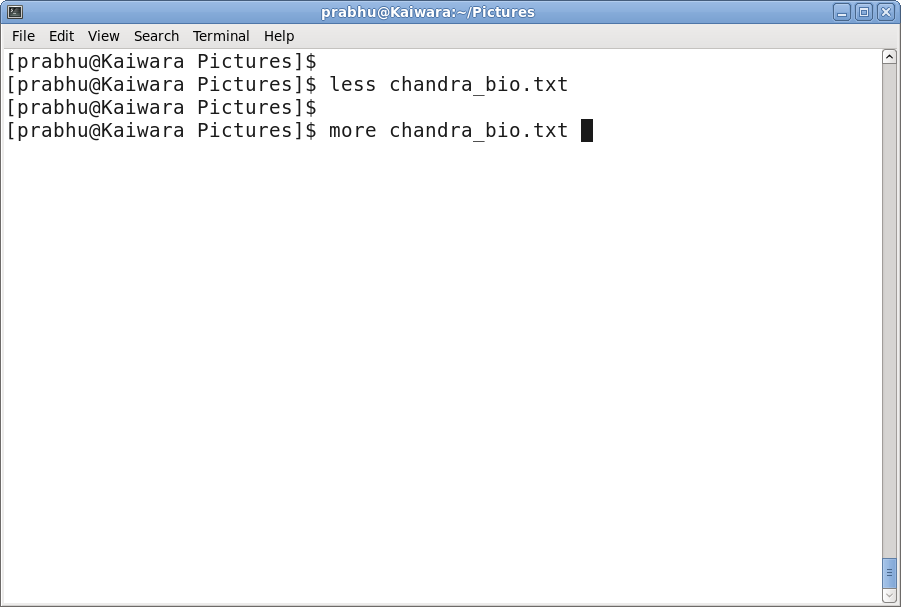 prabhu@Kaiwara:~/Pictures
File Edit View Search Terminal Help
[prabhu@Kaiwara Pictures]$
[prabhu@Kaiwara Pictures]$ less chandra_bio.txt
[prabhu@Kaiwara Pictures]$
[prabhu@Kaiwara Pictures]$ more chandra_bio.txt